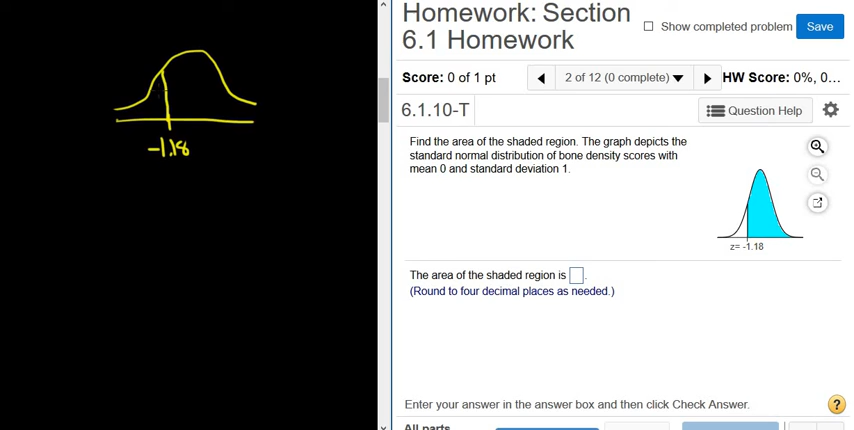 -1.18
Homework: Section
6.1 Homework
Show completed problem
Save
Score: 0 of 1 pt
2 of 12 (0 complete)
HW Score: 0%, 0...
6.1.10-T
Question Help
Find the area of the shaded region. The graph depicts the
standard normal distribution of bone density scores with
mean 0 and standard deviation 1.
z= -1.18
The area of the shaded region is .
(Round to four decimal places as needed.)
Enter your answer in the answer box and then click Check Answer.
?
All parts